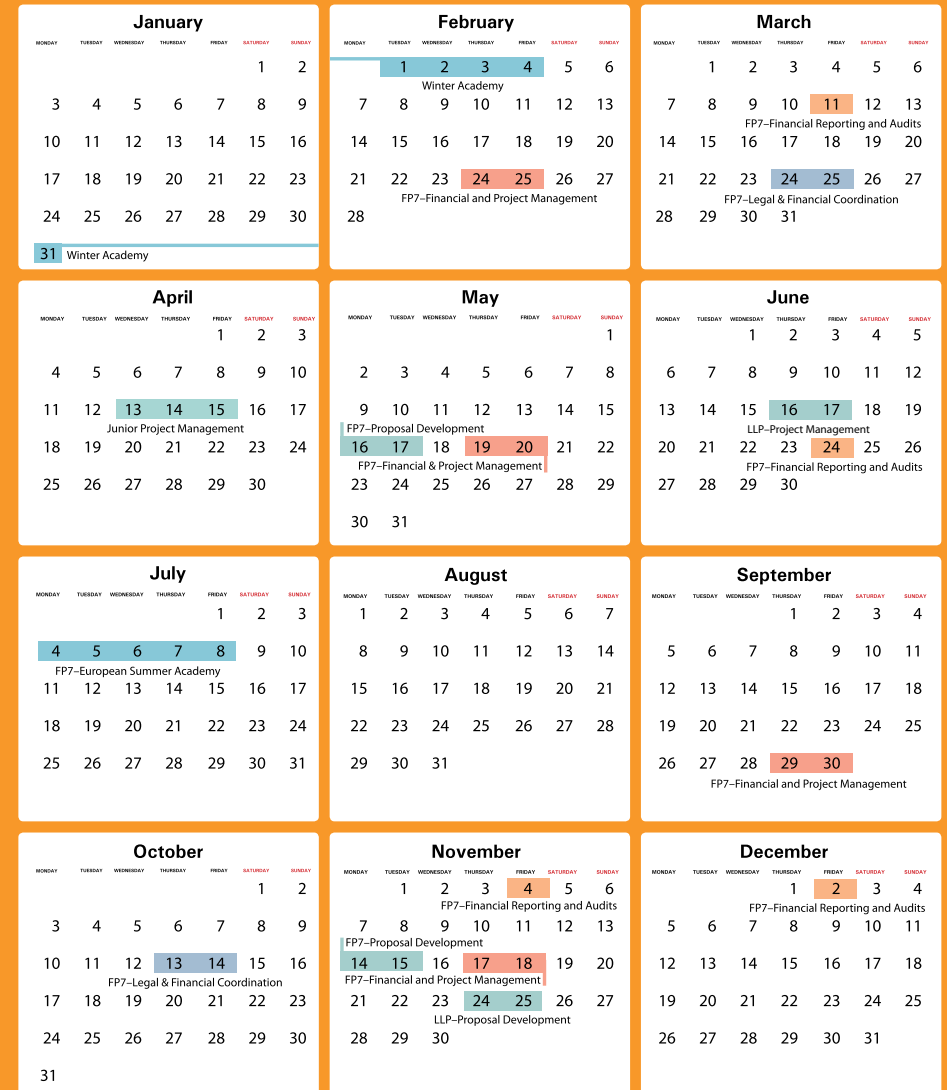 January
MONDAY TUESDAY WEDNESDAY THURSDAY FRIDAY SATURDAY SUNDAY
1 2
3 4 5 6 7 8 9
10 11 12 13 14 15 16
17 18 19 20 21 22 23
24 25 26 27 28 29 30
31 Winter Academy
February
MONDAY TUESDAY WEDNESDAY THURSDAY FRIDAY SATURDAY SUNDAY
1 2 3 4 5 6
Winter Academy
7 8 9 10 11 12 13
14 15 16 17 18 19 20
21 22 23 24 25 26 27
FP7–Financial and Project Management
28
March
MONDAY TUESDAY WEDNESDAY THURSDAY FRIDAY SATURDAY SUNDAY
1 2 3 4 5 6
7 8 9 10 11 12 13
FP7–Financial Reporting and Audits
14 15 16 17 18 19 20
21 22 23 24 25 26 27
FP7–Legal & Financial Coordination
28 29 30 31
April
MONDAY TUESDAY WEDNESDAY THURSDAY FRIDAY SATURDAY SUNDAY
1 2 3
4 5 6 7 8 9 10
11 12 13 14 15 16 17
Junior Project Management
18 19 20 21 22 23 24
25 26 27 28 29 30
May
MONDAY TUESDAY WEDNESDAY THURSDAY FRIDAY SATURDAY SUNDAY
1
2 3 4 5 6 7 8
9 10 11 12 13 14 15
FP7–Proposal Development
16 17 18 19 20 21 22
FP7–Financial & Project Management
23 24 25 26 27 28 29
30 31
June
MONDAY TUESDAY WEDNESDAY THURSDAY FRIDAY SATURDAY SUNDAY
1 2 3 4 5
6 7 8 9 10 11 12
13 14 15 16 17 18 19
LLP–Project Management
20 21 22 23 24 25 26
FP7–Financial Reporting and Audits
27 28 29 30
July
MONDAY TUESDAY WEDNESDAY THURSDAY FRIDAY SATURDAY SUNDAY
1 2 3
4 5 6 7 8 9 10
FP7–European Summer Academy
11 12 13 14 15 16 17
18 19 20 21 22 23 24
25 26 27 28 29 30 31
August
MONDAY TUESDAY WEDNESDAY THURSDAY FRIDAY SATURDAY SUNDAY
1 2 3 4 5 6 7
8 9 10 11 12 13 14
15 16 17 18 19 20 21
22 23 24 25 26 27 28
29 30 31
September
MONDAY TUESDAY WEDNESDAY THURSDAY FRIDAY SATURDAY SUNDAY
1 2 3 4
5 6 7 8 9 10 11
12 13 14 15 16 17 18
19 20 21 22 23 24 25
26 27 28 29 30
FP7–Financial and Project Management
October
MONDAY TUESDAY WEDNESDAY THURSDAY FRIDAY SATURDAY SUNDAY
1 2
3 4 5 6 7 8 9
10 11 12 13 14 15 16
FP7–Legal & Financial Coordination
17 18 19 20 21 22 23
24 25 26 27 28 29 30
31
November
MONDAY TUESDAY WEDNESDAY THURSDAY FRIDAY SATURDAY SUNDAY
1 2 3 4 5 6
FP7–Financial Reporting and Audits
7 8 9 10 11 12 13
FP7–Proposal Development
14 15 16 17 18 19 20
FP7–Financial and Project Management
21 22 23 24 25 26 27
LLP–Proposal Development
28 29 30
December
MONDAY TUESDAY WEDNESDAY THURSDAY FRIDAY SATURDAY SUNDAY
1 2 3 4
FP7–Financial Reporting and Audits
5 6 7 8 9 10 11
12 13 14 15 16 17 18
19 20 21 22 23 24 25
26 27 28 29 30 31